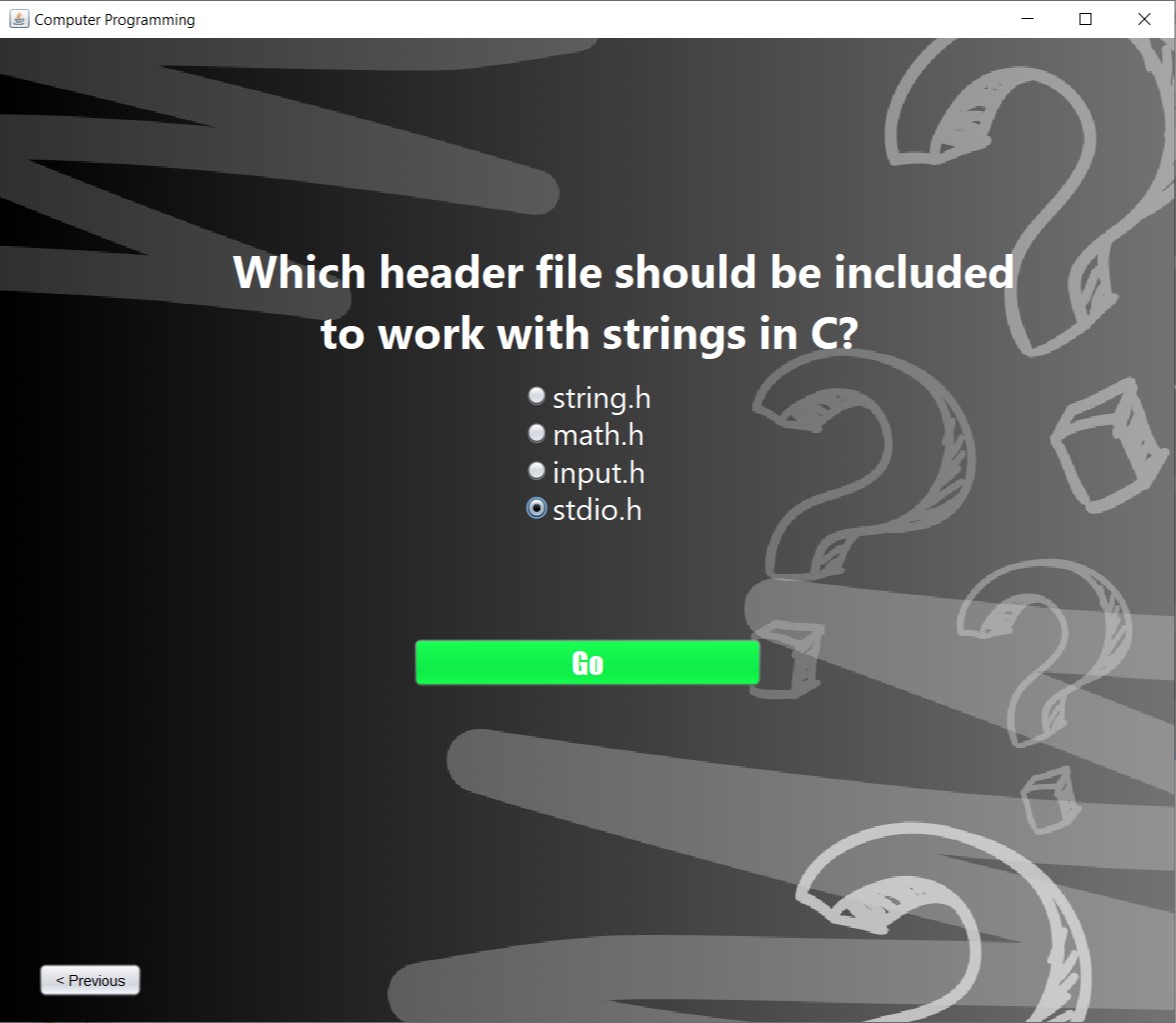 Computer Programming
Which header file should be included
to work with strings in C?
string.h
math.h
input.h
stdio.h
Go
< Previous